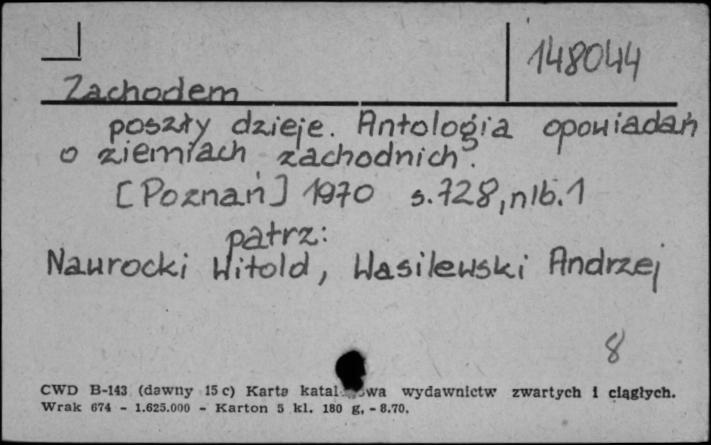 148044
Zachodem
poszły dzieje. Antologia opowiadań
o ziemiach zachodnich.
[Poznań] 1970 s.728, nlb.1
patrz:
Nawrocki Witold, Wasilewski Andrzej
8
CWD B-143 (dawny 15 c) Karta wydawnictw zwartych i ciągłych.
Wrak 674 - 1.625.000 - Karton 5 kl. 180 g, - 8.70.